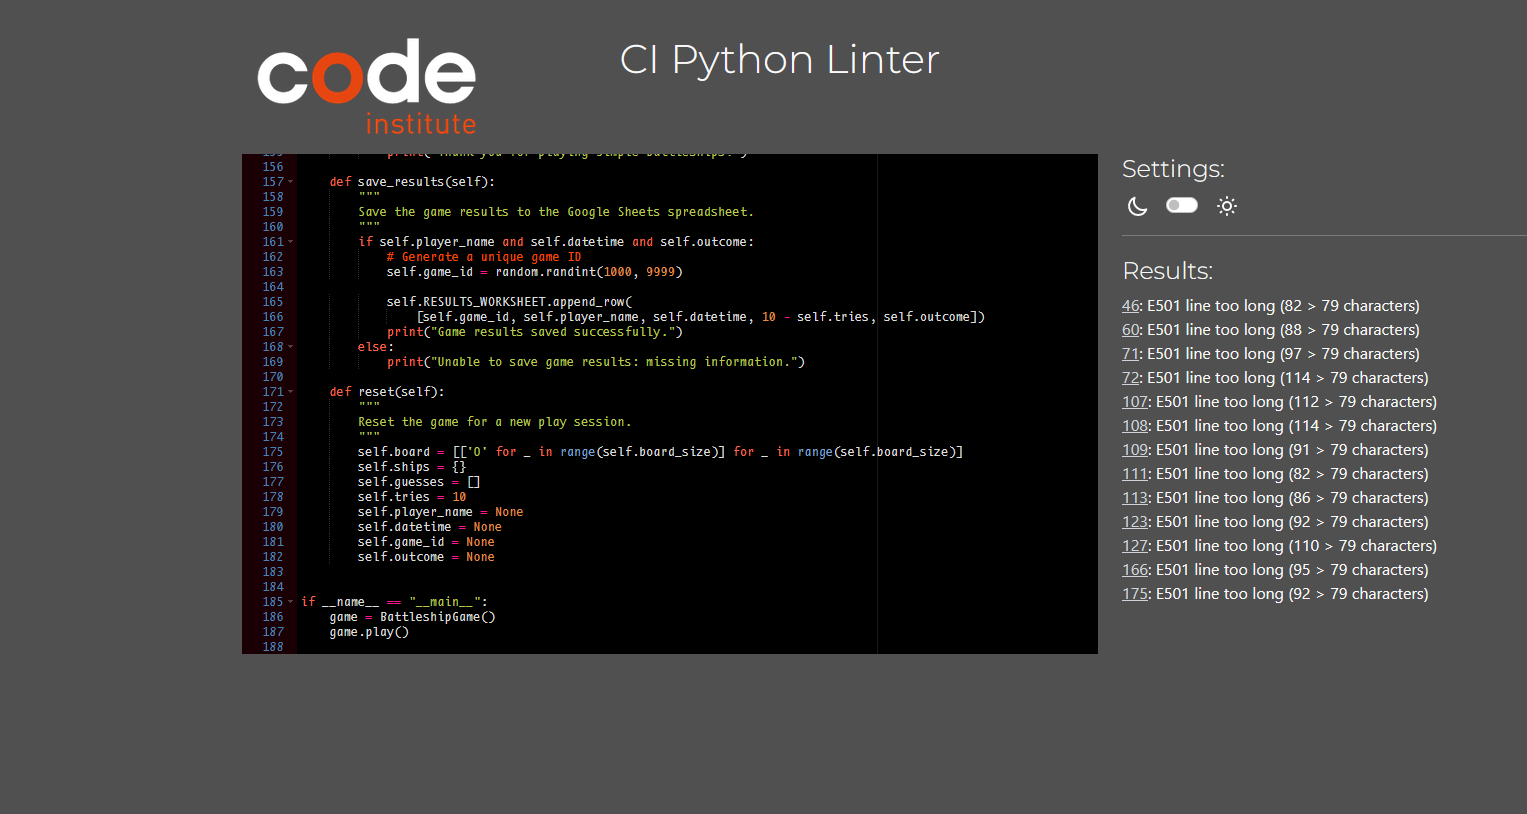 code
institute
CI Python Linter
156
157 def save_results(self):
158 """
159 Save the game results to the Google Sheets spreadsheet.
160 """
161 if self.player_name and self.datetime and self.outcome:
162 # Generate a unique game ID
163 self.game_id = random.randint(1000, 9999)
164
165 self.RESULTS_WORKSHEET.append_row(
166 [self.game_id, self.player_name, self.datetime, 10 - self.tries, self.outcome])
167 print("Game results saved successfully.")
168 else:
169 print("Unable to save game results: missing information.")
170
171 def reset(self):
172 """
173 Reset the game for a new play session.
174 """
175 self.board = [['O' for _ in range(self.board_size)] for _ in range(self.board_size)]
176 self.ships = {}
177 self.guesses = []
178 self.tries = 10
179 self.player_name = None
180 self.datetime = None
181 self.game_id = None
182 self.outcome = None
183
184
185 if __name__ == "__main__":
186 game = BattleshipGame()
187 game.play()
188
Settings:
Results:
46: E501 line too long (82 > 79 characters)
60: E501 line too long (88 > 79 characters)
71: E501 line too long (97 > 79 characters)
72: E501 line too long (114 > 79 characters)
107: E501 line too long (112 > 79 characters)
108: E501 line too long (114 > 79 characters)
109: E501 line too long (91 > 79 characters)
111: E501 line too long (82 > 79 characters)
113: E501 line too long (86 > 79 characters)
123: E501 line too long (92 > 79 characters)
127: E501 line too long (110 > 79 characters)
166: E501 line too long (95 > 79 characters)
175: E501 line too long (92 > 79 characters)